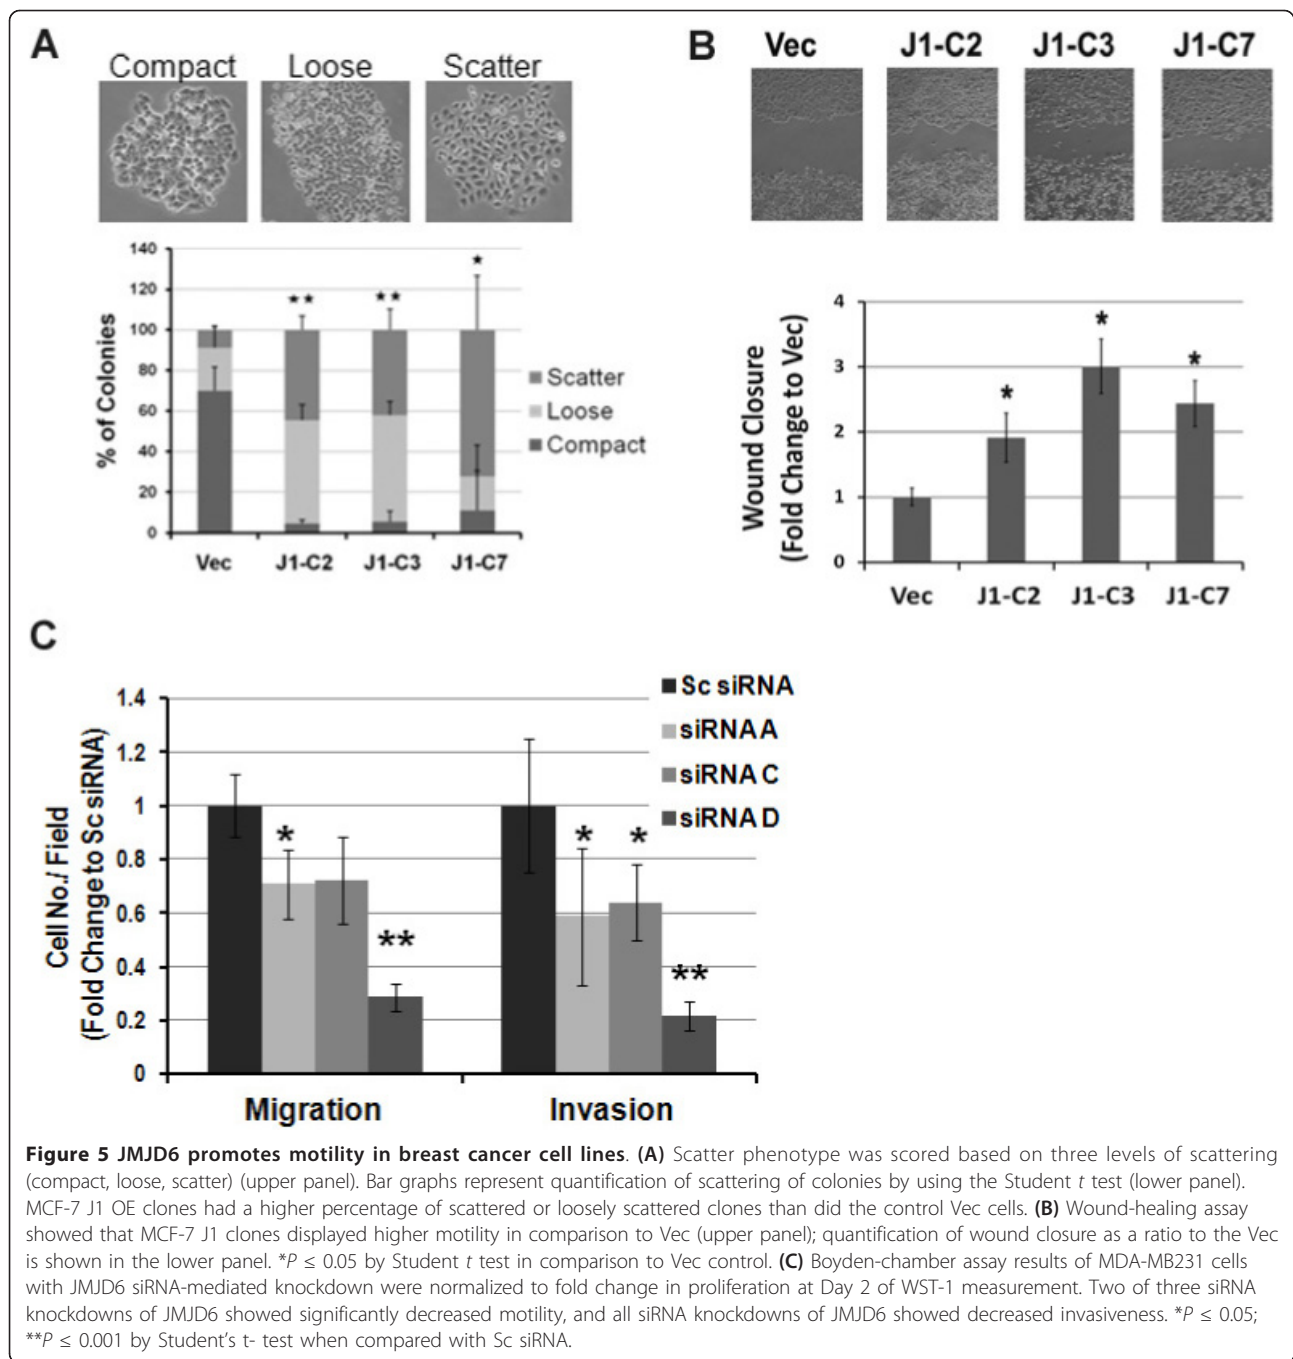 A
Compact Loose Scatter
140
120
100
80
60
40
20
0
% of Colonies
★★
★★
★
Scatter
Loose
Compact
Vec J1-C2 J1-C3 J1-C7
B
Vec J1-C2 J1-C3 J1-C7
4
3
2
1
0
Wound Closure
(Fold Change to Vec)
*
*
*
Vec J1-C2 J1-C3 J1-C7
C
Sc siRNA
siRNA A
siRNA C
siRNA D
1.4
1.2
1
0.8
0.6
0.4
0.2
0
Cell No./ Field
(Fold Change to Sc siRNA)
*
**
*
*
**
Migration Invasion
Figure 5 JMJD6 promotes motility in breast cancer cell lines. (A) Scatter phenotype was scored based on three levels of scattering
(compact, loose, scatter) (upper panel). Bar graphs represent quantification of scattering of colonies by using the Student t test (lower panel).
MCF-7 J1 OE clones had a higher percentage of scattered or loosely scattered clones than did the control Vec cells. (B) Wound-healing assay
showed that MCF-7 J1 clones displayed higher motility in comparison to Vec (upper panel); quantification of wound closure as a ratio to the Vec
is shown in the lower panel. *P ≤ 0.05 by Student t test in comparison to Vec control. (C) Boyden-chamber assay results of MDA-MB231 cells
with JMJD6 siRNA-mediated knockdown were normalized to fold change in proliferation at Day 2 of WST-1 measurement. Two of three siRNA
knockdowns of JMJD6 showed significantly decreased motility, and all siRNA knockdowns of JMJD6 showed decreased invasiveness. *P ≤ 0.05;
**P ≤ 0.001 by Student's t- test when compared with Sc siRNA.